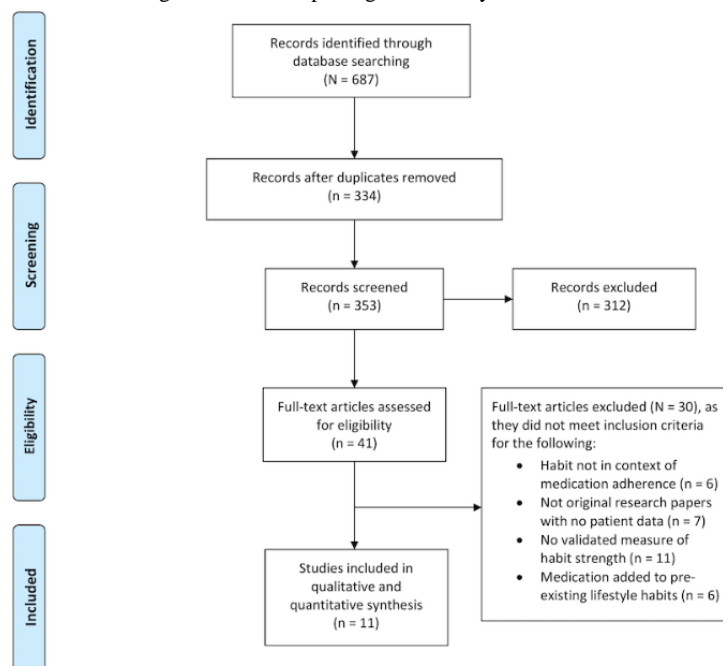 Records identified through
database searching
(N = 687)
Identification
Records after duplicates removed
(n = 334)
Screening
Records screened
(n = 353)
Records excluded
(n = 312)
Eligibility
Full-text articles assessed
for eligibility
(n = 41)
Full-text articles excluded (N = 30), as
they did not meet inclusion criteria
for the following:
• Habit not in context of
medication adherence (n = 6)
• Not original research papers
with no patient data (n = 7)
• No validated measure of
habit strength (n = 11)
• Medication added to pre-
existing lifestyle habits (n = 6)
Included
Studies included in
qualitative and
quantitative synthesis
(n = 11)